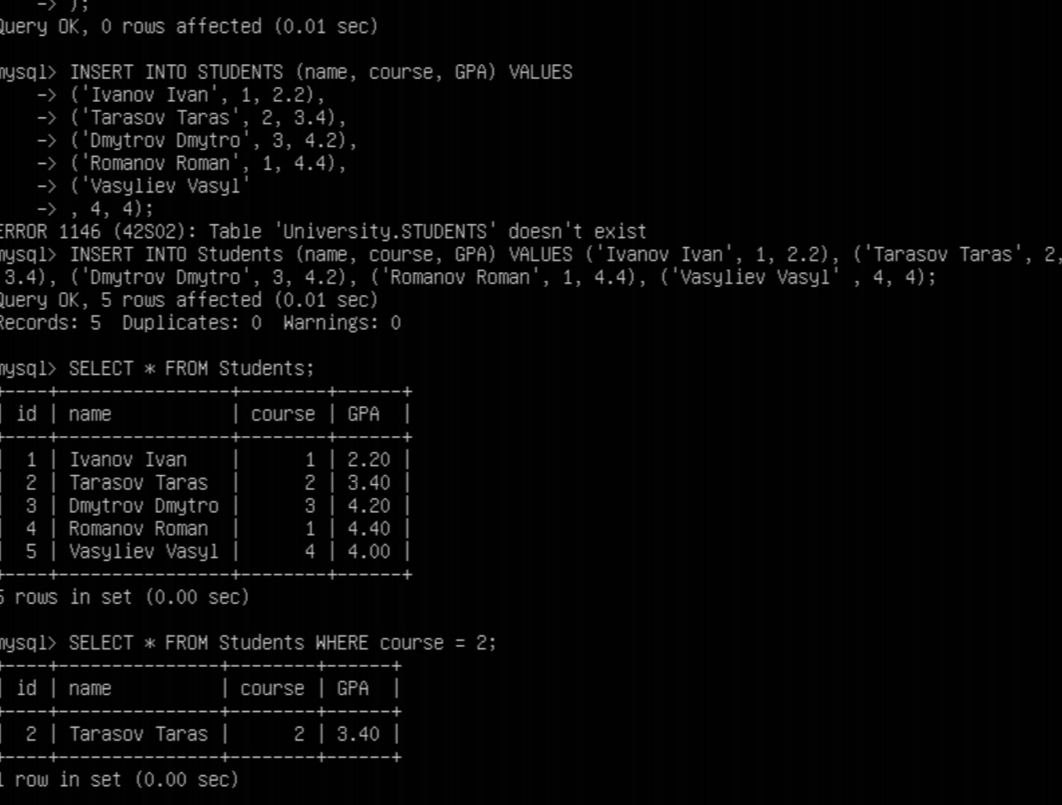 -> );
Query OK, 0 rows affected (0.01 sec)
mysql> INSERT INTO STUDENTS (name, course, GPA) VALUES
-> ('Ivanov Ivan', 1, 2.2),
-> ('Tarasov Taras', 2, 3.4),
-> ('Dmytrov Dmytro', 3, 4.2),
-> ('Romanov Roman', 1, 4.4),
-> ('Vasyliev Vasyl'
-> , 4, 4);
ERROR 1146 (42S02): Table 'University.STUDENTS' doesn't exist
mysql> INSERT INTO Students (name, course, GPA) VALUES ('Ivanov Ivan', 1, 2.2), ('Tarasov Taras', 2,
3.4), ('Dmytrov Dmytro', 3, 4.2), ('Romanov Roman', 1, 4.4), ('Vasyliev Vasyl' , 4, 4);
Query OK, 5 rows affected (0.01 sec)
Records: 5  Duplicates: 0  Warnings: 0
mysql> SELECT * FROM Students;
+----+----------------+--------+------+
| id | name           | course | GPA  |
+----+----------------+--------+------+
|  1 | Ivanov Ivan    |      1 | 2.20 |
|  2 | Tarasov Taras  |      2 | 3.40 |
|  3 | Dmytrov Dmytro |      3 | 4.20 |
|  4 | Romanov Roman  |      1 | 4.40 |
|  5 | Vasyliev Vasyl |      4 | 4.00 |
+----+----------------+--------+------+
5 rows in set (0.00 sec)
mysql> SELECT * FROM Students WHERE course = 2;
+----+---------------+--------+------+
| id | name          | course | GPA  |
+----+---------------+--------+------+
|  2 | Tarasov Taras |      2 | 3.40 |
+----+---------------+--------+------+
1 row in set (0.00 sec)